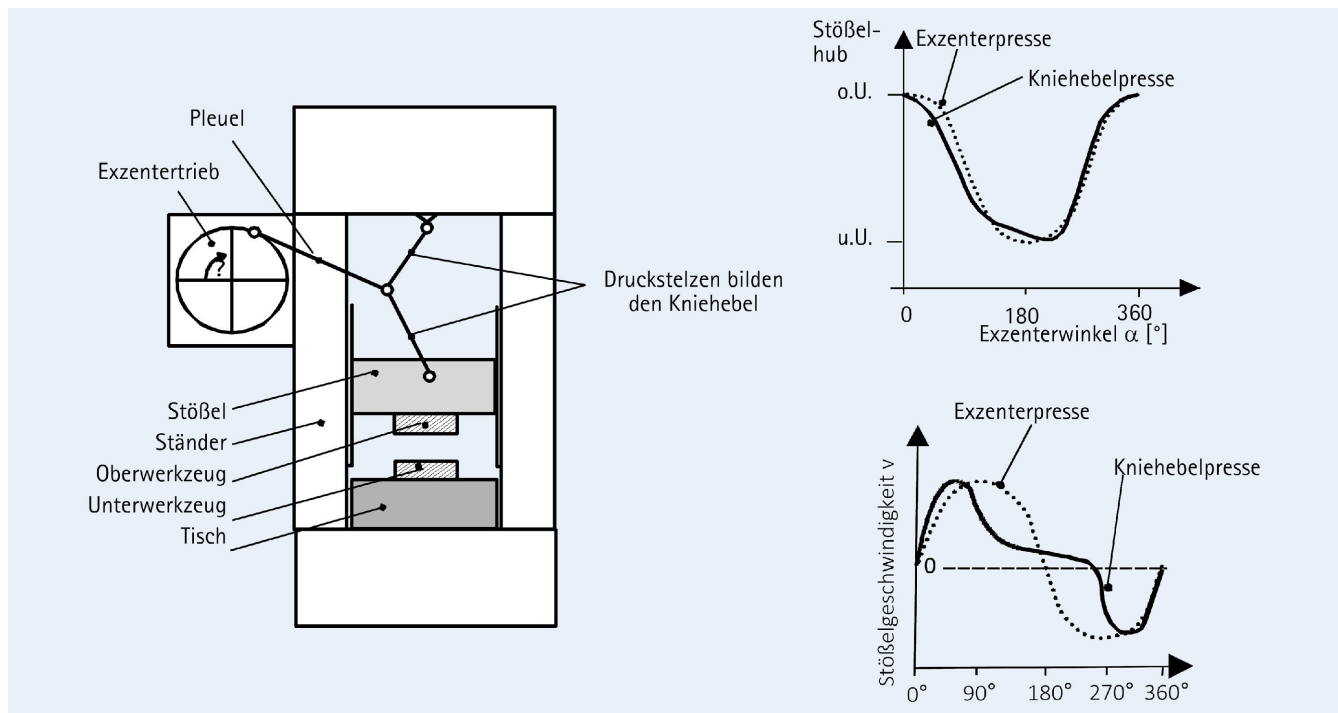 Pleuel
Exzentertrieb
?
Druckstelzen bilden
den Kniehebel
Stößel
Ständer
Oberwerkzeug
Unterwerkzeug
Tisch
Stößel-
hub
Exzenterpresse
Kniehebelpresse
o.U.
u.U.
0 180 360
Exzenterwinkel α [°]
Exzenterpresse
Kniehebelpresse
Stößelgeschwindigkeit v
0
0° 90° 180° 270° 360°